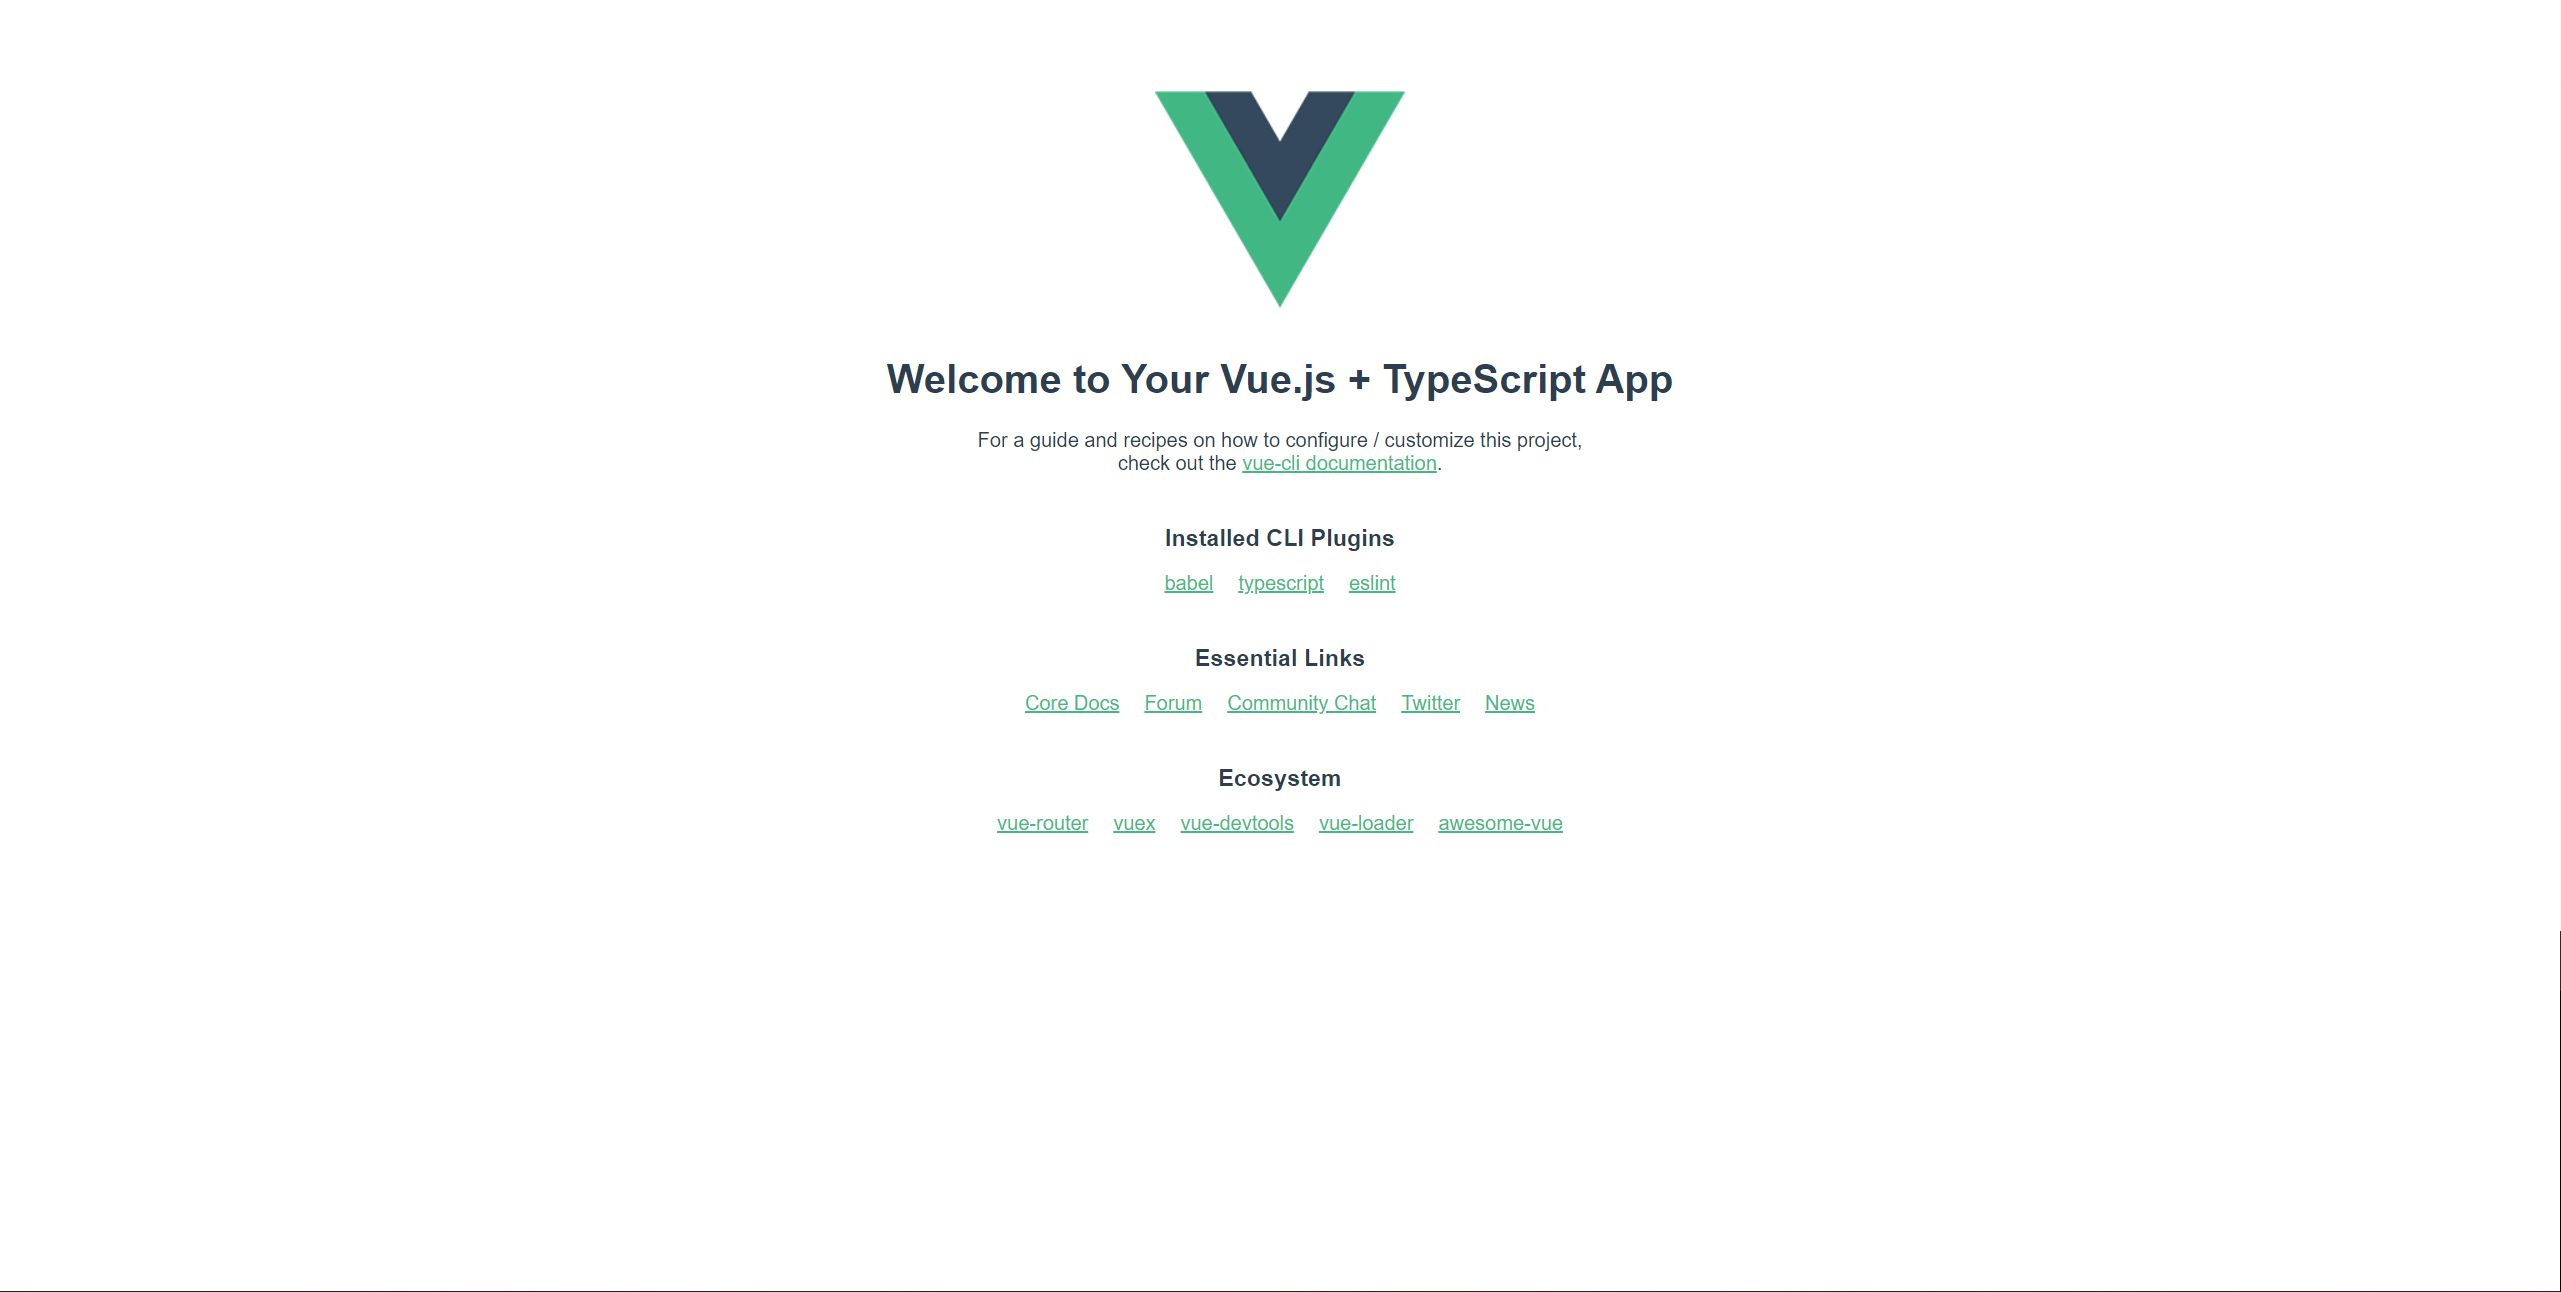 Welcome to Your Vue.js + TypeScript App
For a guide and recipes on how to configure / customize this project,
check out the vue-cli documentation.
Installed CLI Plugins
babel typescript eslint
Essential Links
Core Docs Forum Community Chat Twitter News
Ecosystem
vue-router vuex vue-devtools vue-loader awesome-vue